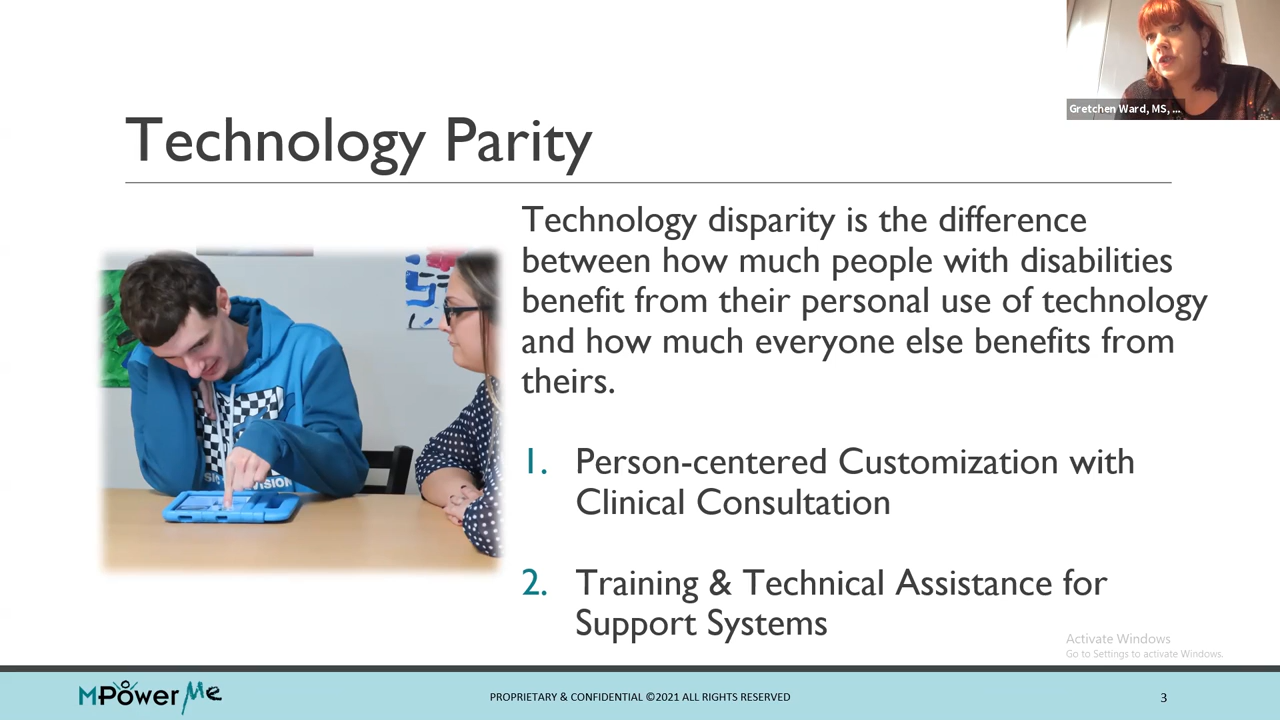 Gretchen Ward, MS, ...
Technology Parity
Technology disparity is the difference
between how much people with disabilities
benefit from their personal use of technology
and how much everyone else benefits from
theirs.
1. Person-centered Customization with
Clinical Consultation
2. Training & Technical Assistance for
Support Systems
Activate Windows
Go to Settings to activate Windows.
MPower Me
PROPRIETARY & CONFIDENTIAL ©2021 ALL RIGHTS RESERVED
3